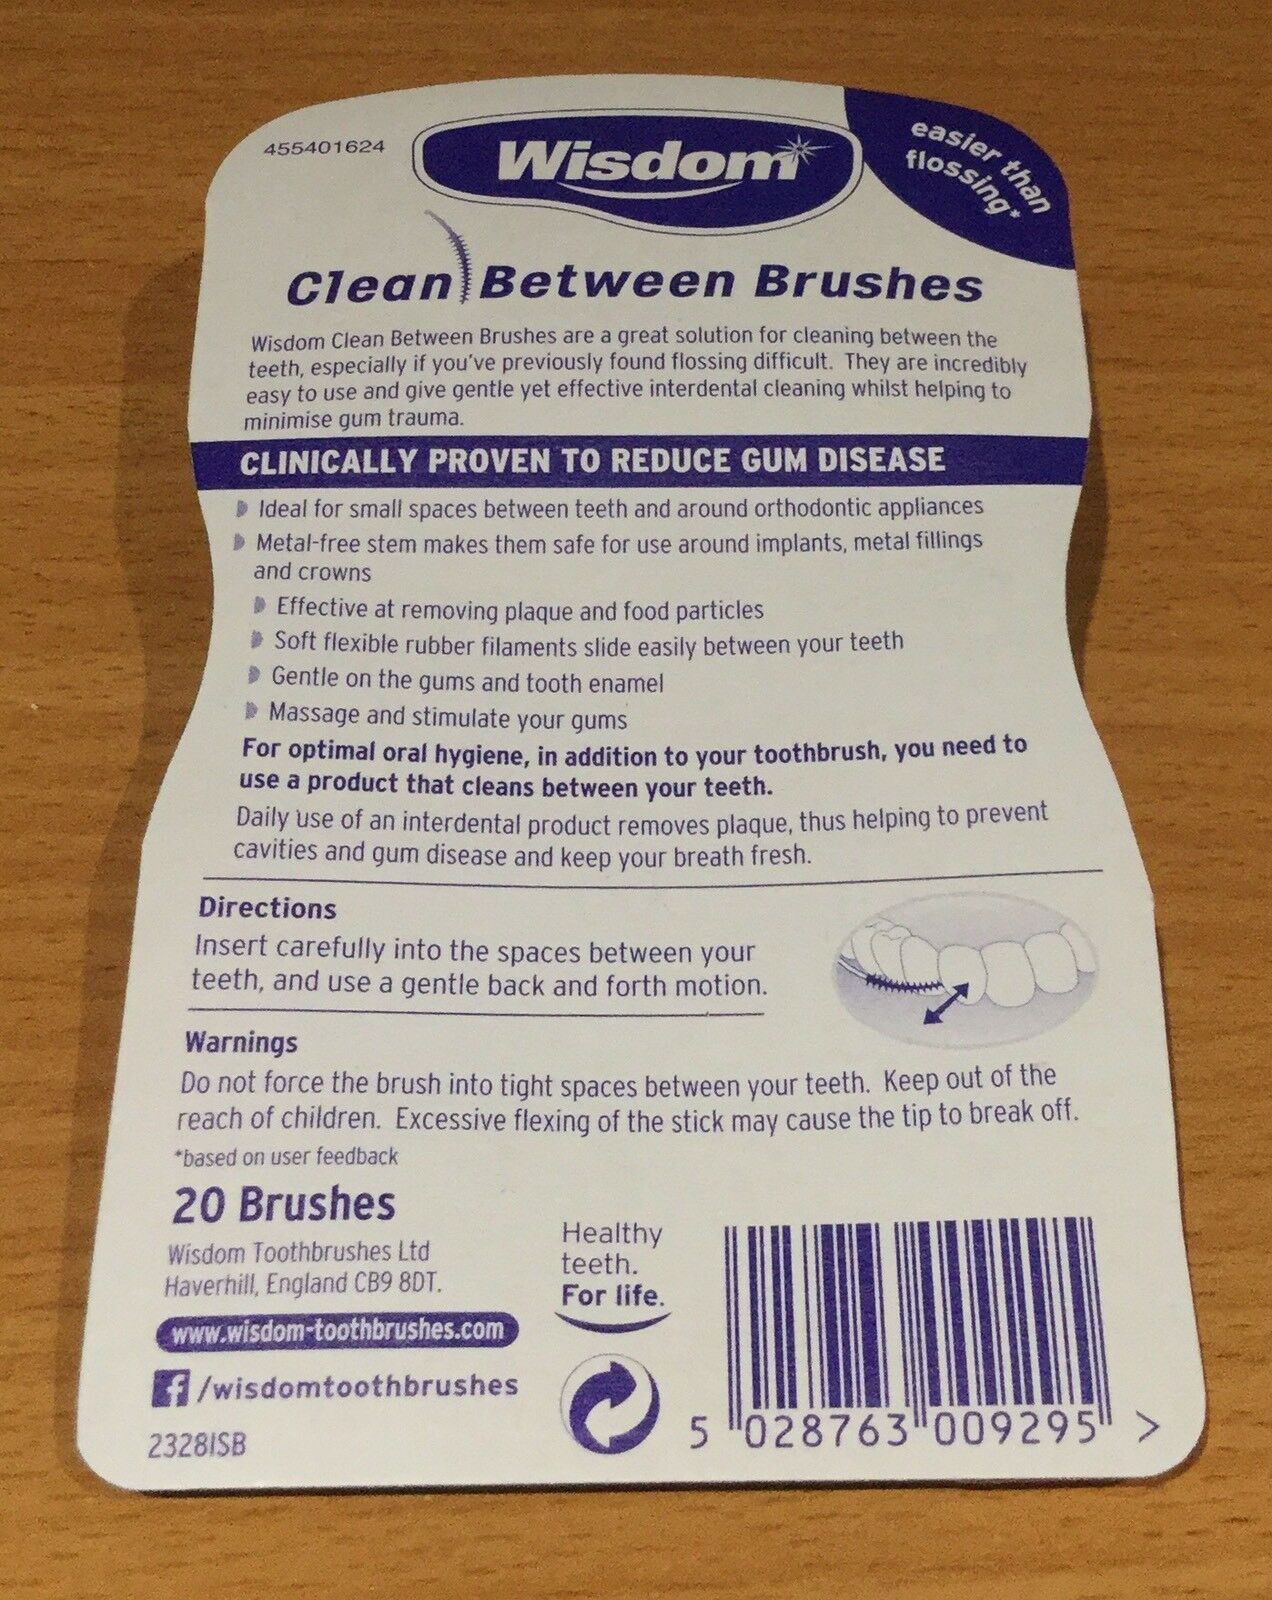 455401624
Wisdom
easier than
flossing*
Clean Between Brushes
Wisdom Clean Between Brushes are a great solution for cleaning between the
teeth, especially if you've previously found flossing difficult. They are incredibly
easy to use and give gentle yet effective interdental cleaning whilst helping to
minimise gum trauma.
CLINICALLY PROVEN TO REDUCE GUM DISEASE
Ideal for small spaces between teeth and around orthodontic appliances
Metal-free stem makes them safe for use around implants, metal fillings
and crowns
Effective at removing plaque and food particles
Soft flexible rubber filaments slide easily between your teeth
Gentle on the gums and tooth enamel
Massage and stimulate your gums
For optimal oral hygiene, in addition to your toothbrush, you need to
use a product that cleans between your teeth.
Daily use of an interdental product removes plaque, thus helping to prevent
cavities and gum disease and keep your breath fresh.
Directions
Insert carefully into the spaces between your
teeth, and use a gentle back and forth motion.
Warnings
Do not force the brush into tight spaces between your teeth. Keep out of the
reach of children. Excessive flexing of the stick may cause the tip to break off.
*based on user feedback
20 Brushes
Wisdom Toothbrushes Ltd
Haverhill, England CB9 8DT.
www.wisdom-toothbrushes.com
f /wisdomtoothbrushes
2328ISB
Healthy
teeth.
For life.
5 028763 009295 >